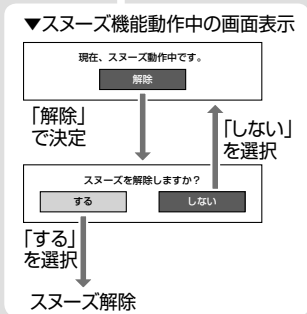 ▼スヌーズ機能動作中の画面表示
現在、スヌーズ動作中です。
解除
「解除」
で決定
「しない」
を選択
スヌーズを解除しますか？
する
しない
「する」
を選択
スヌーズ解除